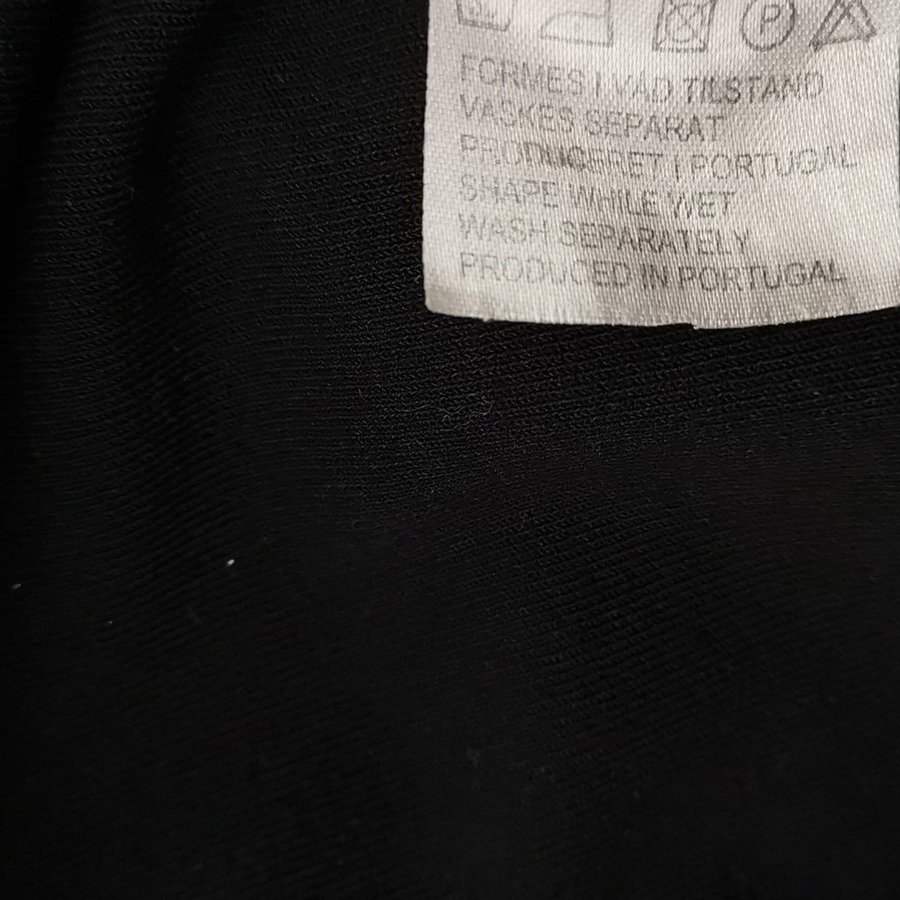 P
FORMES I VÅD TILSTAND
VASKES SEPARAT
PRODUCERET I PORTUGAL
SHAPE WHILE WET
WASH SEPARATELY
PRODUCED IN PORTUGAL